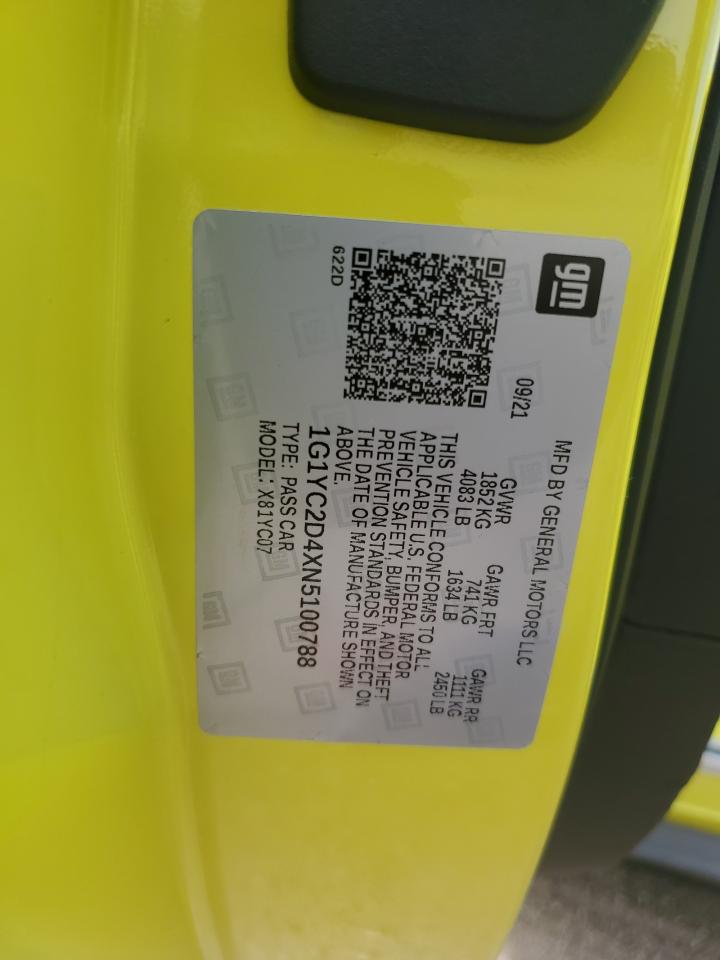 gm
MFD BY GENERAL MOTORS LLC
09/21
GVWR GAWR FRT GAWR RR
1852 KG 741 KG 1111 KG
4083 LB 1634 LB 2450 LB
THIS VEHICLE CONFORMS TO ALL
APPLICABLE U.S. FEDERAL MOTOR
VEHICLE SAFETY, BUMPER, AND THEFT
PREVENTION STANDARDS IN EFFECT ON
THE DATE OF MANUFACTURE SHOWN
ABOVE.
622D
1G1YC2D4XN5100788
TYPE: PASS CAR
MODEL: X81YC07